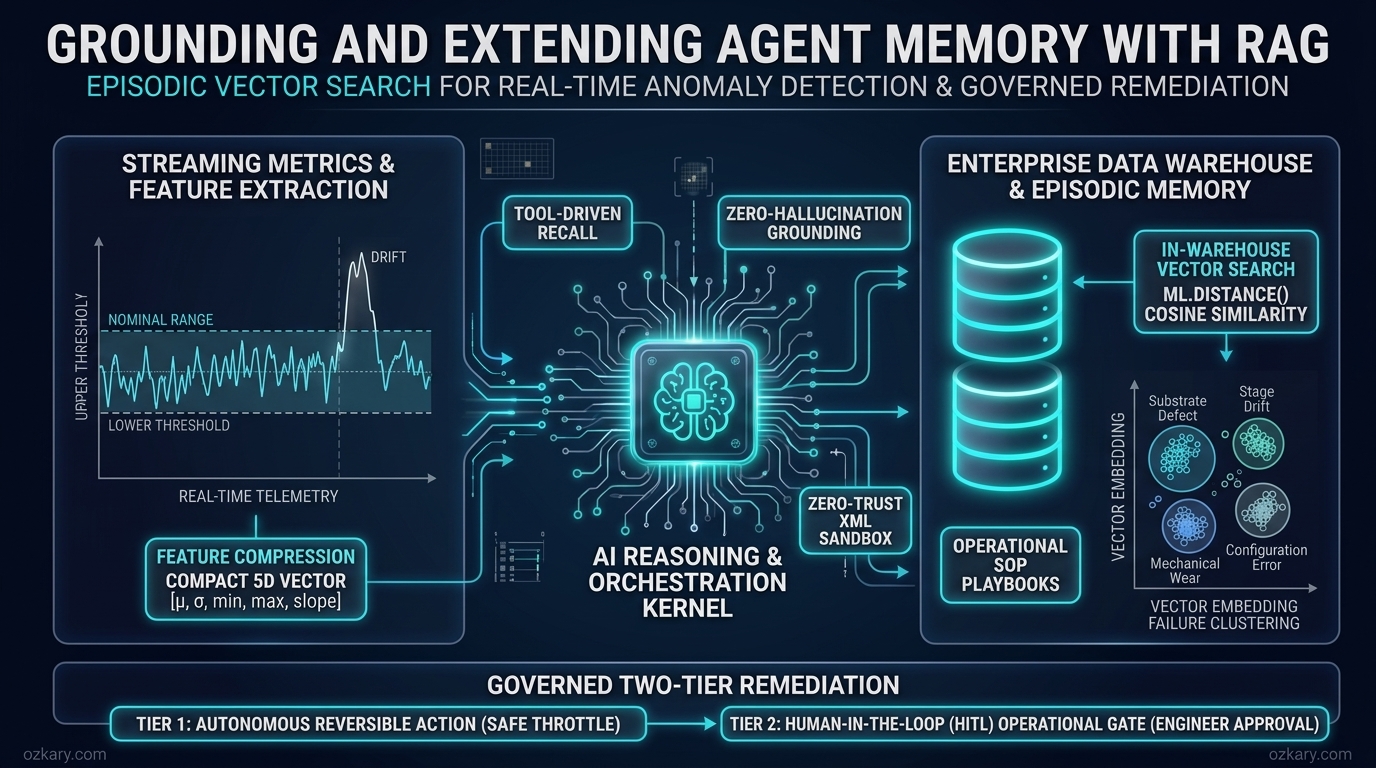 GROUNDING AND EXTENDING AGENT MEMORY WITH RAG
EPISODIC VECTOR SEARCH FOR REAL-TIME ANOMALY DETECTION & GOVERNED REMEDIATION
STREAMING METRICS &
FEATURE EXTRACTION
DRIFT
NOMINAL RANGE
UPPER THRESHOLY
LOWER THRESHOLD
REAL-TIME TELEMETRY
FEATURE COMPRESSION
COMPACT 5D VECTOR
[μ, σ, min, max, slope]
TOOL-DRIVEN
RECALL
ZERO-HALLUCINATION
GROUNDING
ZERO-TRUST
XML
SANDBOX
AI REASONING &
ORCHESTRATION
KERNEL
ENTERPRISE DATA WAREHOUSE
& EPISODIC MEMORY
IN-WAREHOUSE
VECTOR SEARCH
ML.DISTANCE()
COSINE SIMILARITY
OPERATIONAL
SOP
PLAYBOOKS
VECTOR EMBEDDING
Substrate
Defect
Stage
Drift
Mechanical
Wear
Configuration
Error
VECTOR EMBEDDING
FAILURE CLUSTERING
GOVERNED TWO-TIER REMEDIATION
TIER 1: AUTONOMOUS REVERSIBLE ACTION (SAFE THROTTLE)
TIER 2: HUMAN-IN-THE-LOOP (HITL) OPERATIONAL GATE (ENGINEER APPROVAL)
ozkary.com
ozkary.com